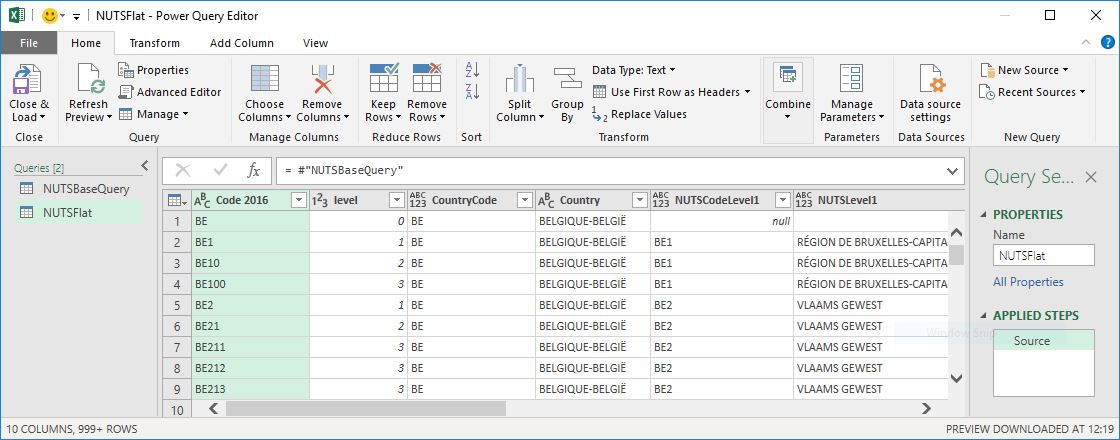 NUTSFlat - Power Query Editor
File Home Transform Add Column View
Close & Load Refresh Preview Properties Advanced Editor Manage Choose Columns Remove Columns Keep Rows Remove Rows Split Column Group By Data Type: Text Use First Row as Headers Replace Values Combine Manage Parameters Data source settings New Source Recent Sources
Close Query Manage Columns Reduce Rows Sort Transform Parameters Data Sources New Query
Queries [2]
NUTSBaseQuery
NUTSFlat
fx = #"NUTSBaseQuery"
Code 2016 level CountryCode Country NUTSCodeLevel1 NUTSLevel1
1 BE 0 BE BELGIQUE-BELGIË null
2 BE1 1 BE BELGIQUE-BELGIË BE1 RÉGION DE BRUXELLES-CAPITA
3 BE10 2 BE BELGIQUE-BELGIË BE1 RÉGION DE BRUXELLES-CAPITA
4 BE100 3 BE BELGIQUE-BELGIË BE1 RÉGION DE BRUXELLES-CAPITA
5 BE2 1 BE BELGIQUE-BELGIË BE2 VLAAMS GEWEST
6 BE21 2 BE BELGIQUE-BELGIË BE2 VLAAMS GEWEST
7 BE211 3 BE BELGIQUE-BELGIË BE2 VLAAMS GEWEST
8 BE212 3 BE BELGIQUE-BELGIË BE2 VLAAMS GEWEST
9 BE213 3 BE BELGIQUE-BELGIË BE2 VLAAMS GEWEST
10
Query Se...
PROPERTIES
Name
NUTSFlat
All Properties
APPLIED STEPS
Window Snip
Source
10 COLUMNS, 999+ ROWS PREVIEW DOWNLOADED AT 12:19